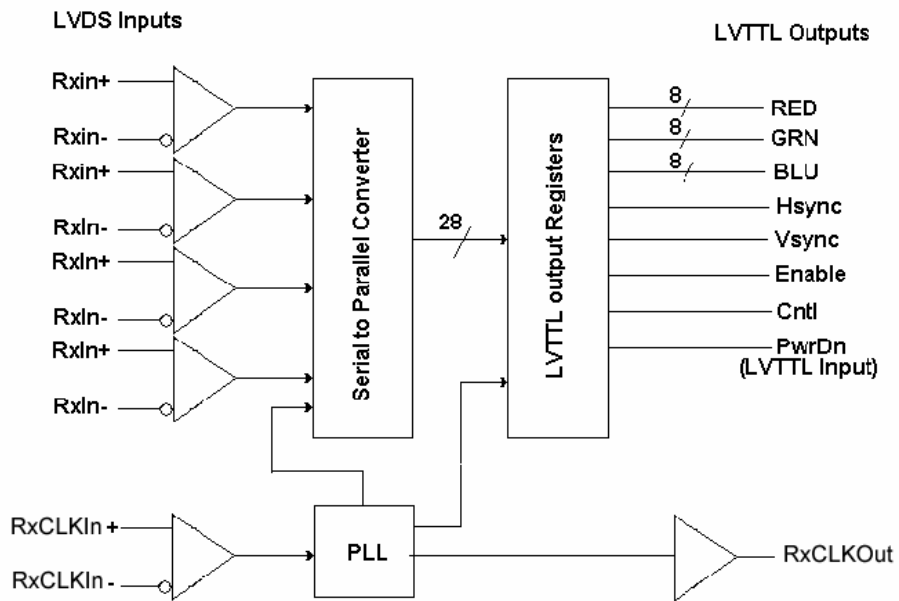 LVDS Inputs
LVTTL Outputs
Rxin+
Rxin-
Rxin+
RxIn-
RxIn+
RxIn-
RxIn+
RxIn-
Serial to Parallel Converter
28
LVTTL output Registers
8
RED
8
GRN
8
BLU
Hsync
Vsync
Enable
Cntl
PwrDn
(LVTTL Input)
RxCLKIn +
RxCLKIn -
PLL
RxCLKOut